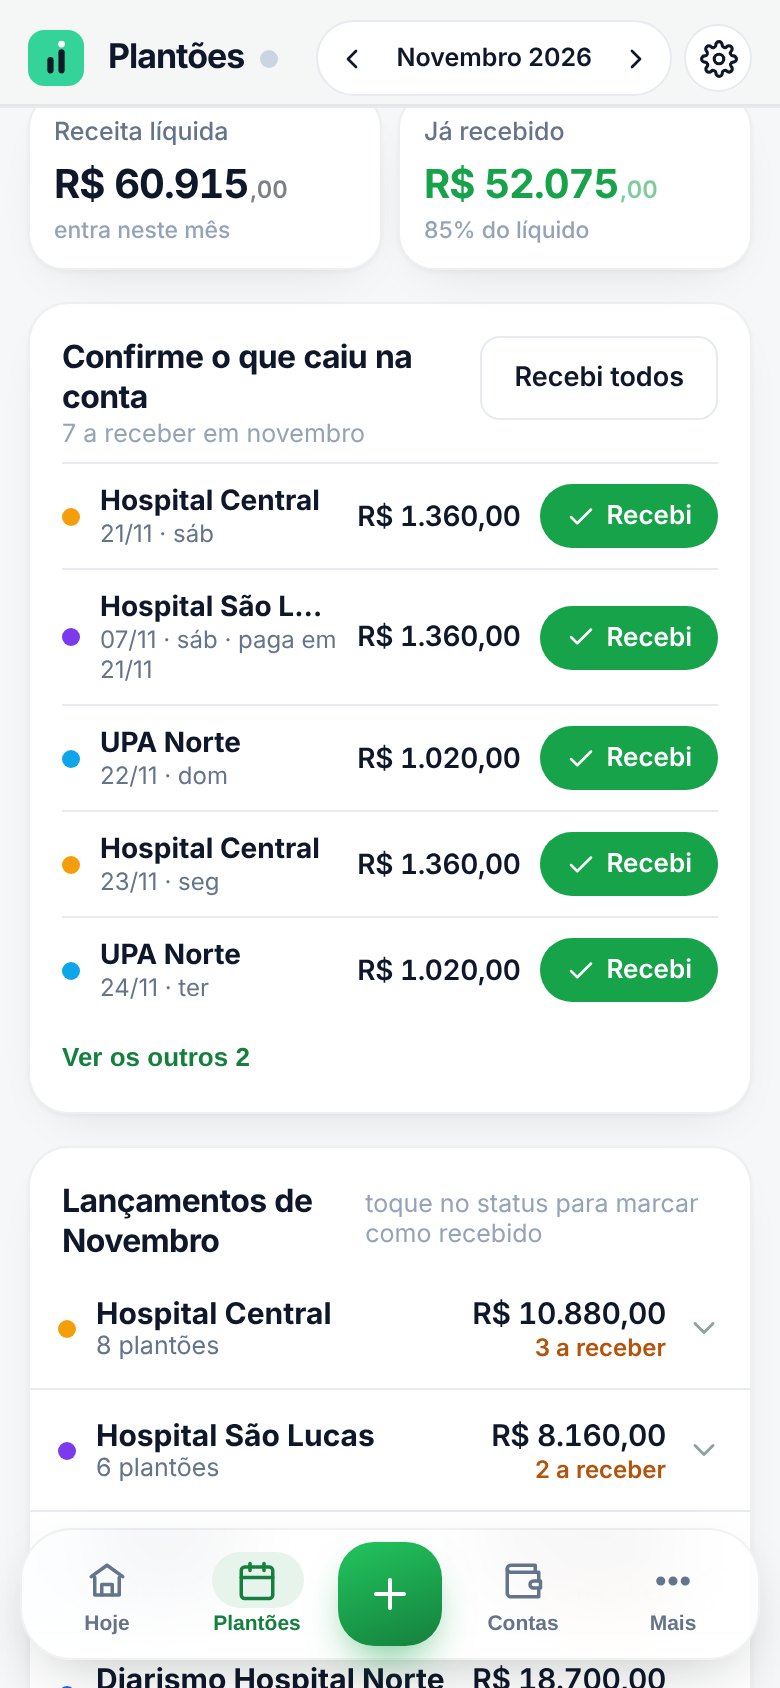 Plantões
Novembro 2026
Receita líquida
R$ 60.915,00
entra neste mês
Já recebido
R$ 52.075,00
85% do líquido
Confirme o que caiu na
conta
7 a receber em novembro
Recebi todos
Hospital Central
21/11 · sáb
R$ 1.360,00
Recebi
Hospital São L...
07/11 · sáb · paga em
21/11
R$ 1.360,00
Recebi
UPA Norte
22/11 · dom
R$ 1.020,00
Recebi
Hospital Central
23/11 · seg
R$ 1.360,00
Recebi
UPA Norte
24/11 · ter
R$ 1.020,00
Recebi
Ver os outros 2
Lançamentos de
Novembro
toque no status para marcar
como recebido
Hospital Central
8 plantões
R$ 10.880,00
3 a receber
Hospital São Lucas
6 plantões
R$ 8.160,00
2 a receber
Hoje
Plantões
Contas
Mais
Diarismo Hospital Norte
R$ 18.700,00